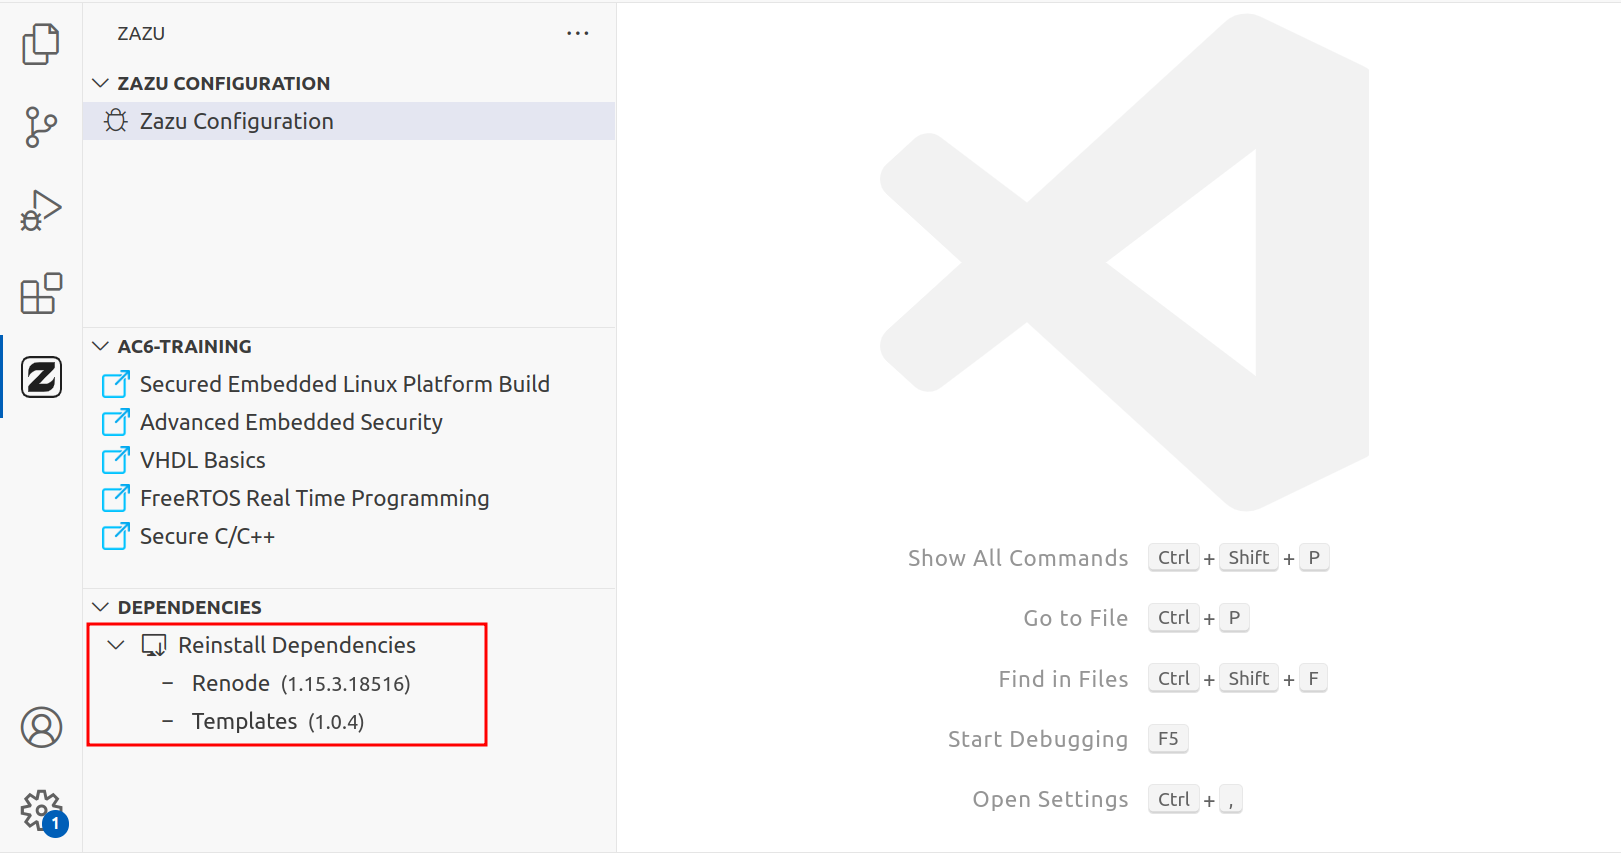 ZAZU
ZAZU CONFIGURATION
Zazu Configuration
AC6-TRAINING
Secured Embedded Linux Platform Build
Advanced Embedded Security
VHDL Basics
FreeRTOS Real Time Programming
Secure C/C++
DEPENDENCIES
Reinstall Dependencies
Renode (1.15.3.18516)
Templates (1.0.4)
1
Show All Commands Ctrl + Shift + P
Go to File Ctrl + P
Find in Files Ctrl + Shift + F
Start Debugging F5
Open Settings Ctrl + ,